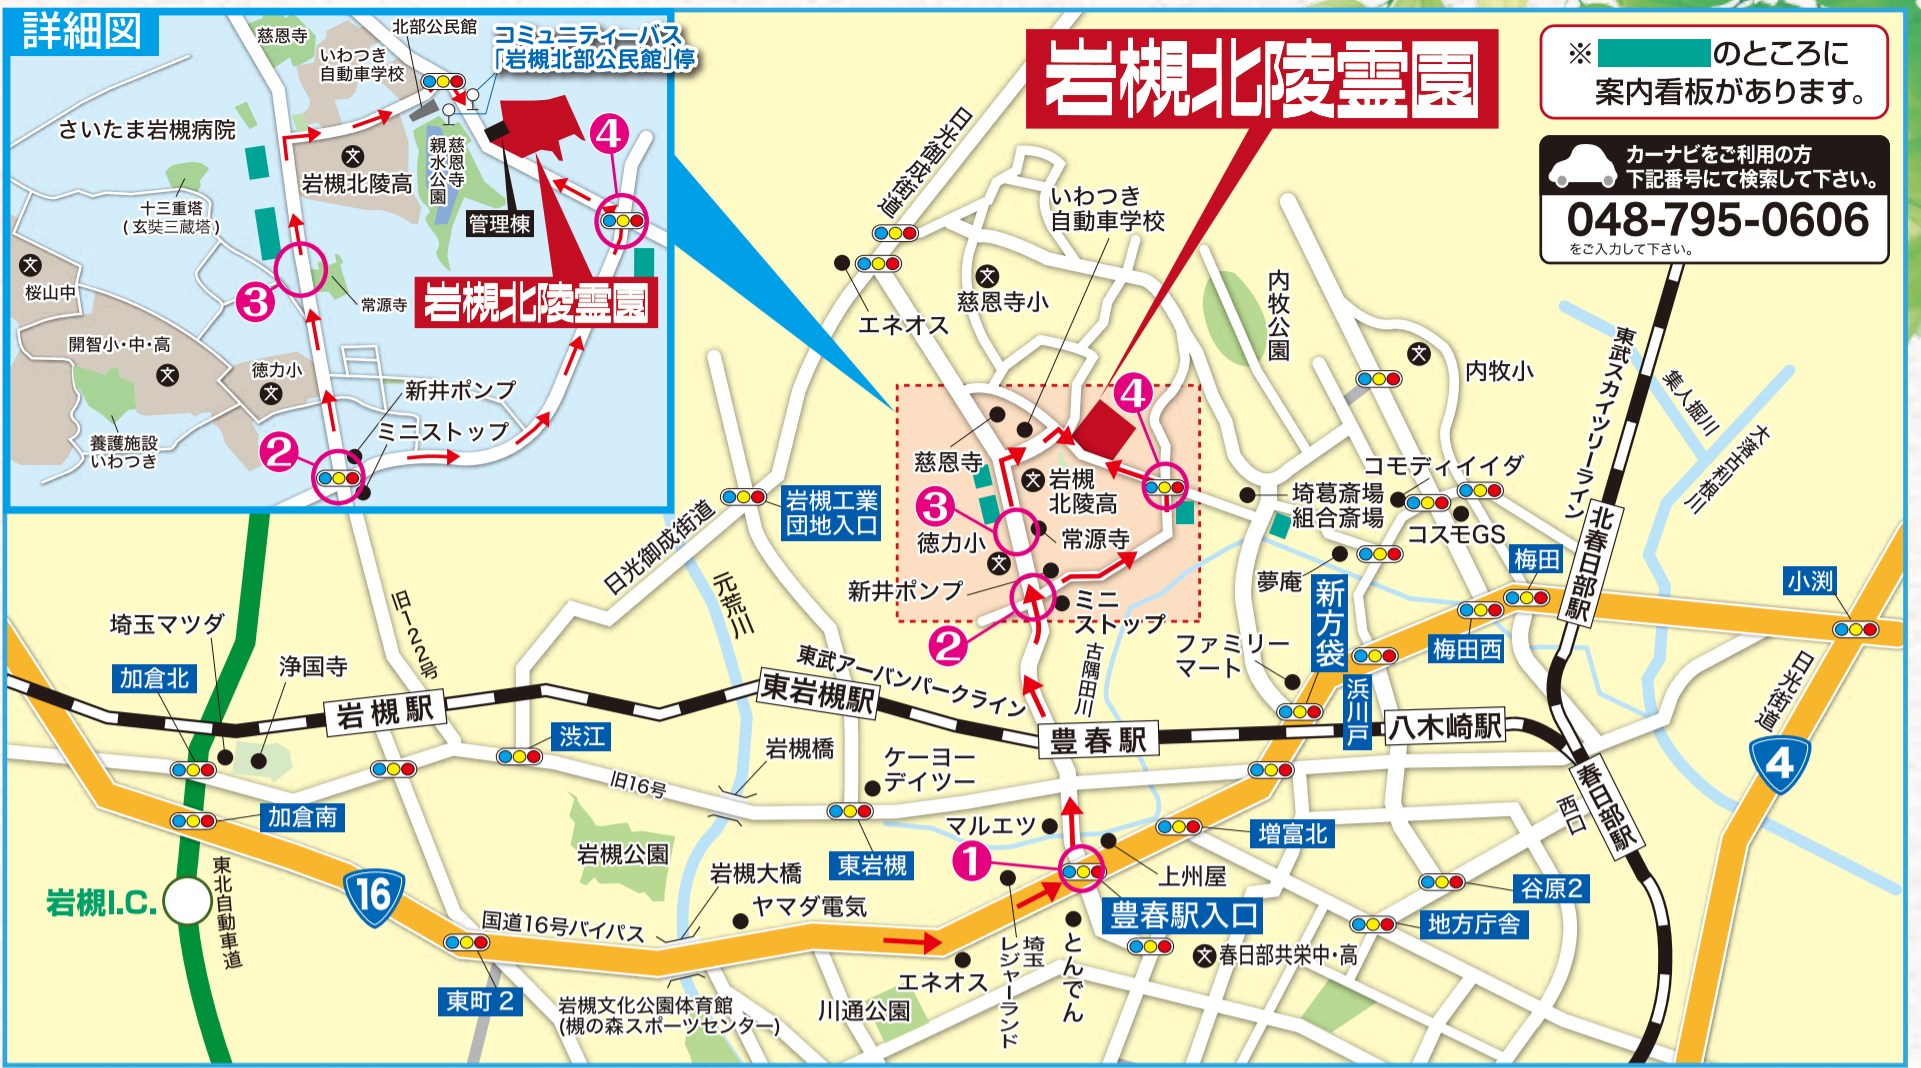 詳細図
慈恩寺
北部公民館
コミュニティーバス
「岩槻北部公民館」停
いわつき
自動車学校
さいたま岩槻病院
岩槻北陵高
慈恩寺
親水公園
管理棟
4
十三重塔
(玄奘三蔵塔)
桜山中
3
常源寺
岩槻北陵霊園
開智小・中・高
徳力小
新井ポンプ
ミニストップ
養護施設
いわつき
2
岩槻北陵霊園
※
のところに
案内看板があります。
カーナビをご利用の方
下記番号にて検索して下さい。
048-795-0606
をご入力して下さい。
日光御成街道
いわつき
自動車学校
慈恩寺小
エネオス
内牧公園
内牧小
東武スカイツリーライン
隼人掘川
大落古利根川
4
慈恩寺
岩槻
北陵高
3
徳力小
常源寺
新井ポンプ
ミニ
ストップ
2
コモディイイダ
埼葛斎場
組合斎場
コスモGS
夢庵
北春日部駅
梅田
小渕
新方袋
梅田西
ファミリー
マート
浜川戸
日光街道
4
岩槻工業
団地入口
日光御成街道
元荒川
旧122号
埼玉マツダ
加倉北
浄国寺
岩槻駅
東武アーバンパークライン
東岩槻駅
古隅田川
豊春駅
八木崎駅
春日部駅
西口
渋江
旧16号
岩槻橋
ケーヨー
デイツー
加倉南
岩槻公園
東岩槻
マルエツ
1
上州屋
増富北
谷原2
地方庁舎
豊春駅入口
岩槻I.C.
東北自動車道
16
国道16号バイパス
岩槻大橋
ヤマダ電気
東町2
岩槻文化公園体育館
(槻の森スポーツセンター)
川通公園
エネオス
埼玉
レジャーランド
とんでん
春日部共栄中・高